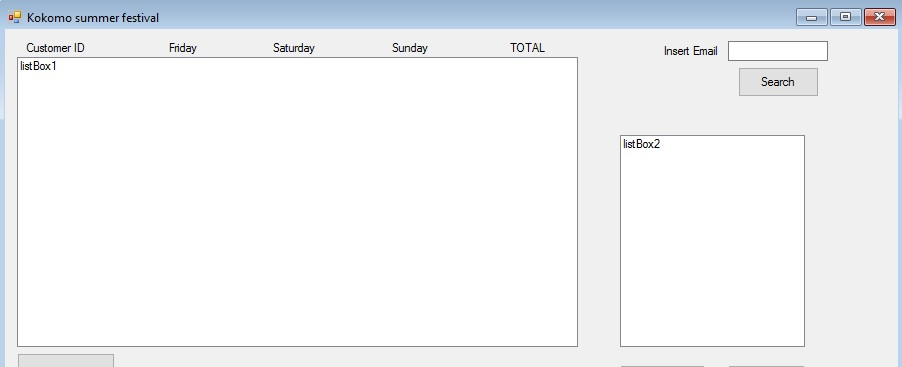 Kokomo summer festival
Customer ID Friday Saturday Sunday TOTAL
Insert Email
Search
listBox1
listBox2